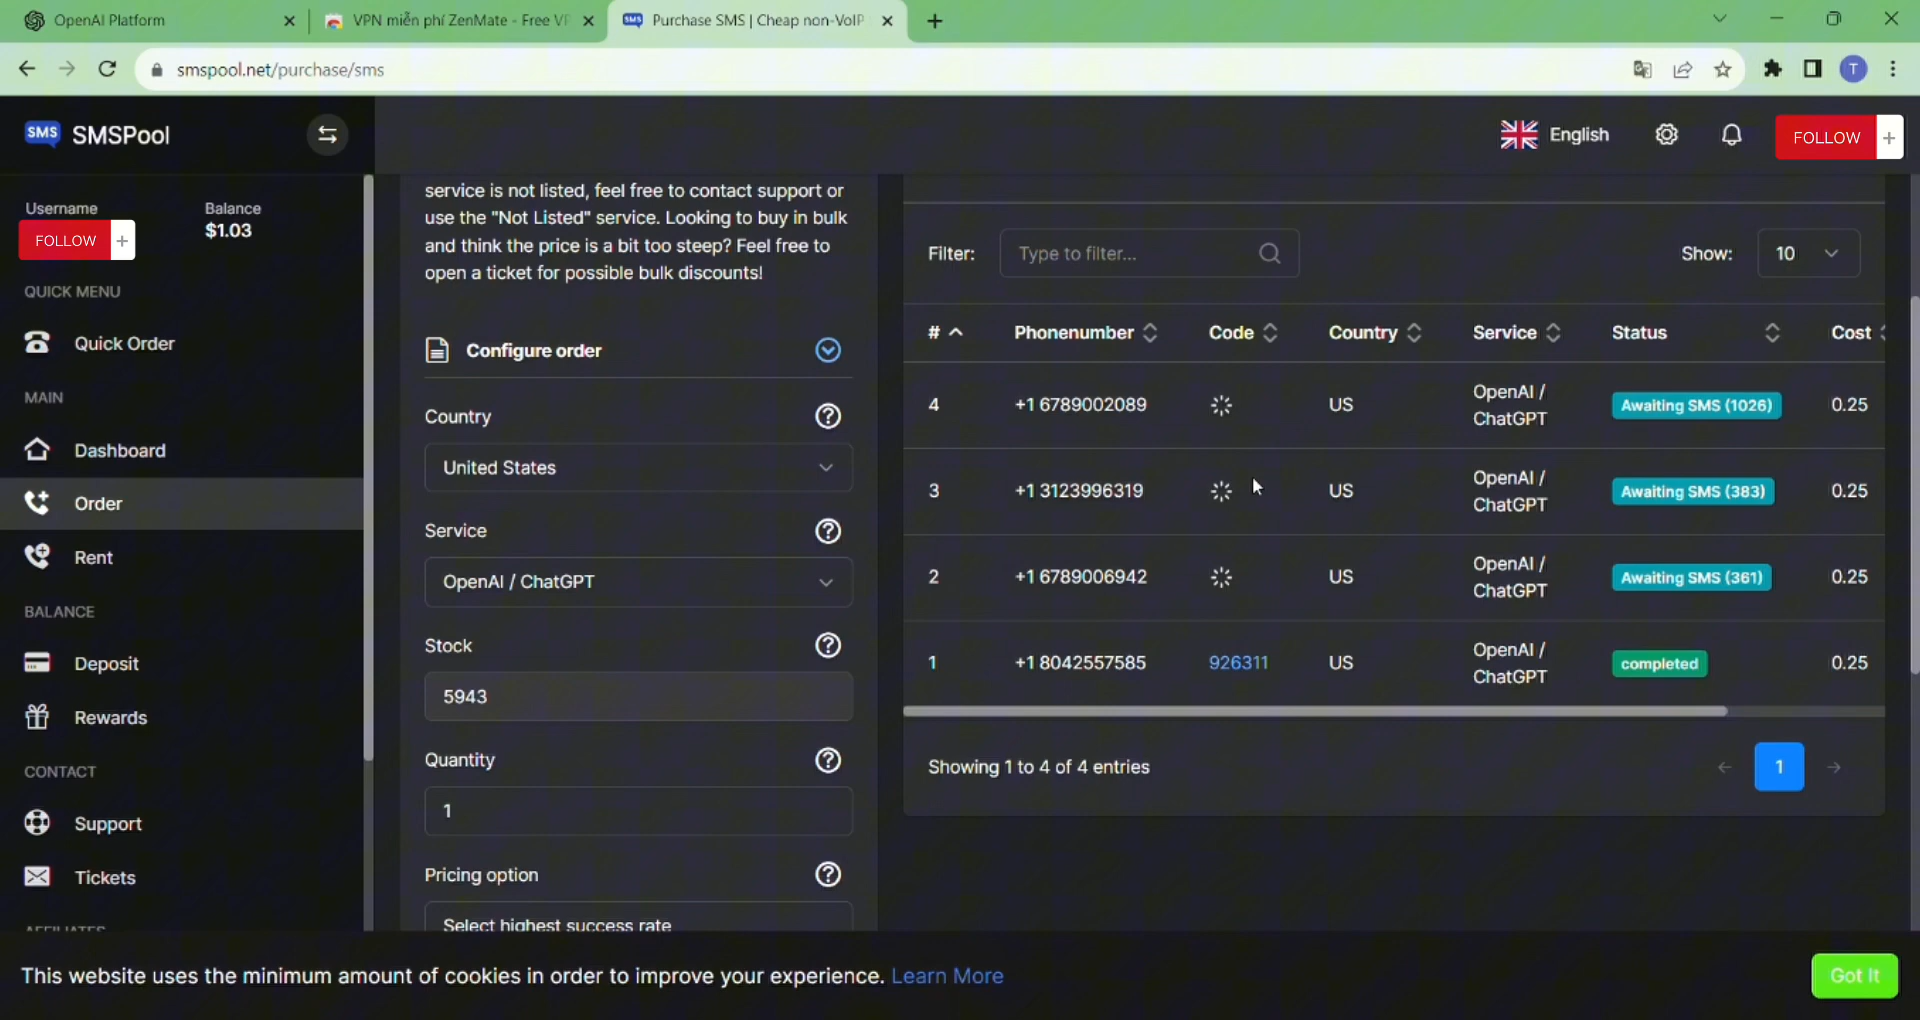 OpenAI Platform
VPN miễn phí ZenMate - Free VP
SMS Purchase SMS | Cheap non-VoIP
smspool.net/purchase/sms
T
SMS SMSPool
English
FOLLOW +
Username
Balance
FOLLOW +
$1.03
QUICK MENU
Quick Order
MAIN
Dashboard
Order
Rent
BALANCE
Deposit
Rewards
CONTACT
Support
Tickets
AFFILIATES
service is not listed, feel free to contact support or
use the "Not Listed" service. Looking to buy in bulk
and think the price is a bit too steep? Feel free to
open a ticket for possible bulk discounts!
Configure order
Country
United States
Service
OpenAI / ChatGPT
Stock
5943
Quantity
1
Pricing option
Select highest success rate
Filter: Type to filter...
Show: 10
# Phonenumber Code Country Service Status Cost
4 +1 6789002089 US OpenAI / ChatGPT Awaiting SMS (1026) 0.25
3 +1 3123996319 US OpenAI / ChatGPT Awaiting SMS (383) 0.25
2 +1 6789006942 US OpenAI / ChatGPT Awaiting SMS (361) 0.25
1 +1 8042557585 926311 US OpenAI / ChatGPT completed 0.25
Showing 1 to 4 of 4 entries
← 1 →
This website uses the minimum amount of cookies in order to improve your experience. Learn More
Got It